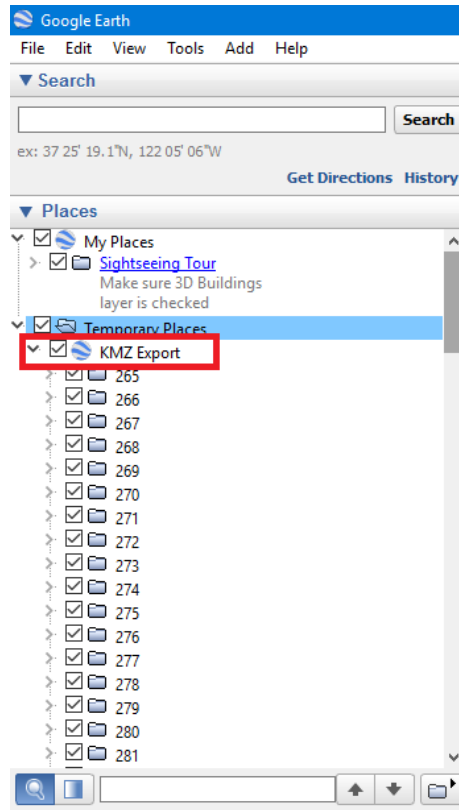 Google Earth
File Edit View Tools Add Help
Search
Search
ex: 37 25' 19.1"N, 122 05' 06"W
Get Directions History
Places
My Places
Sightseeing Tour
Make sure 3D Buildings
layer is checked
Temporary Places
KMZ Export
265
266
267
268
269
270
271
272
273
274
275
276
277
278
279
280
281